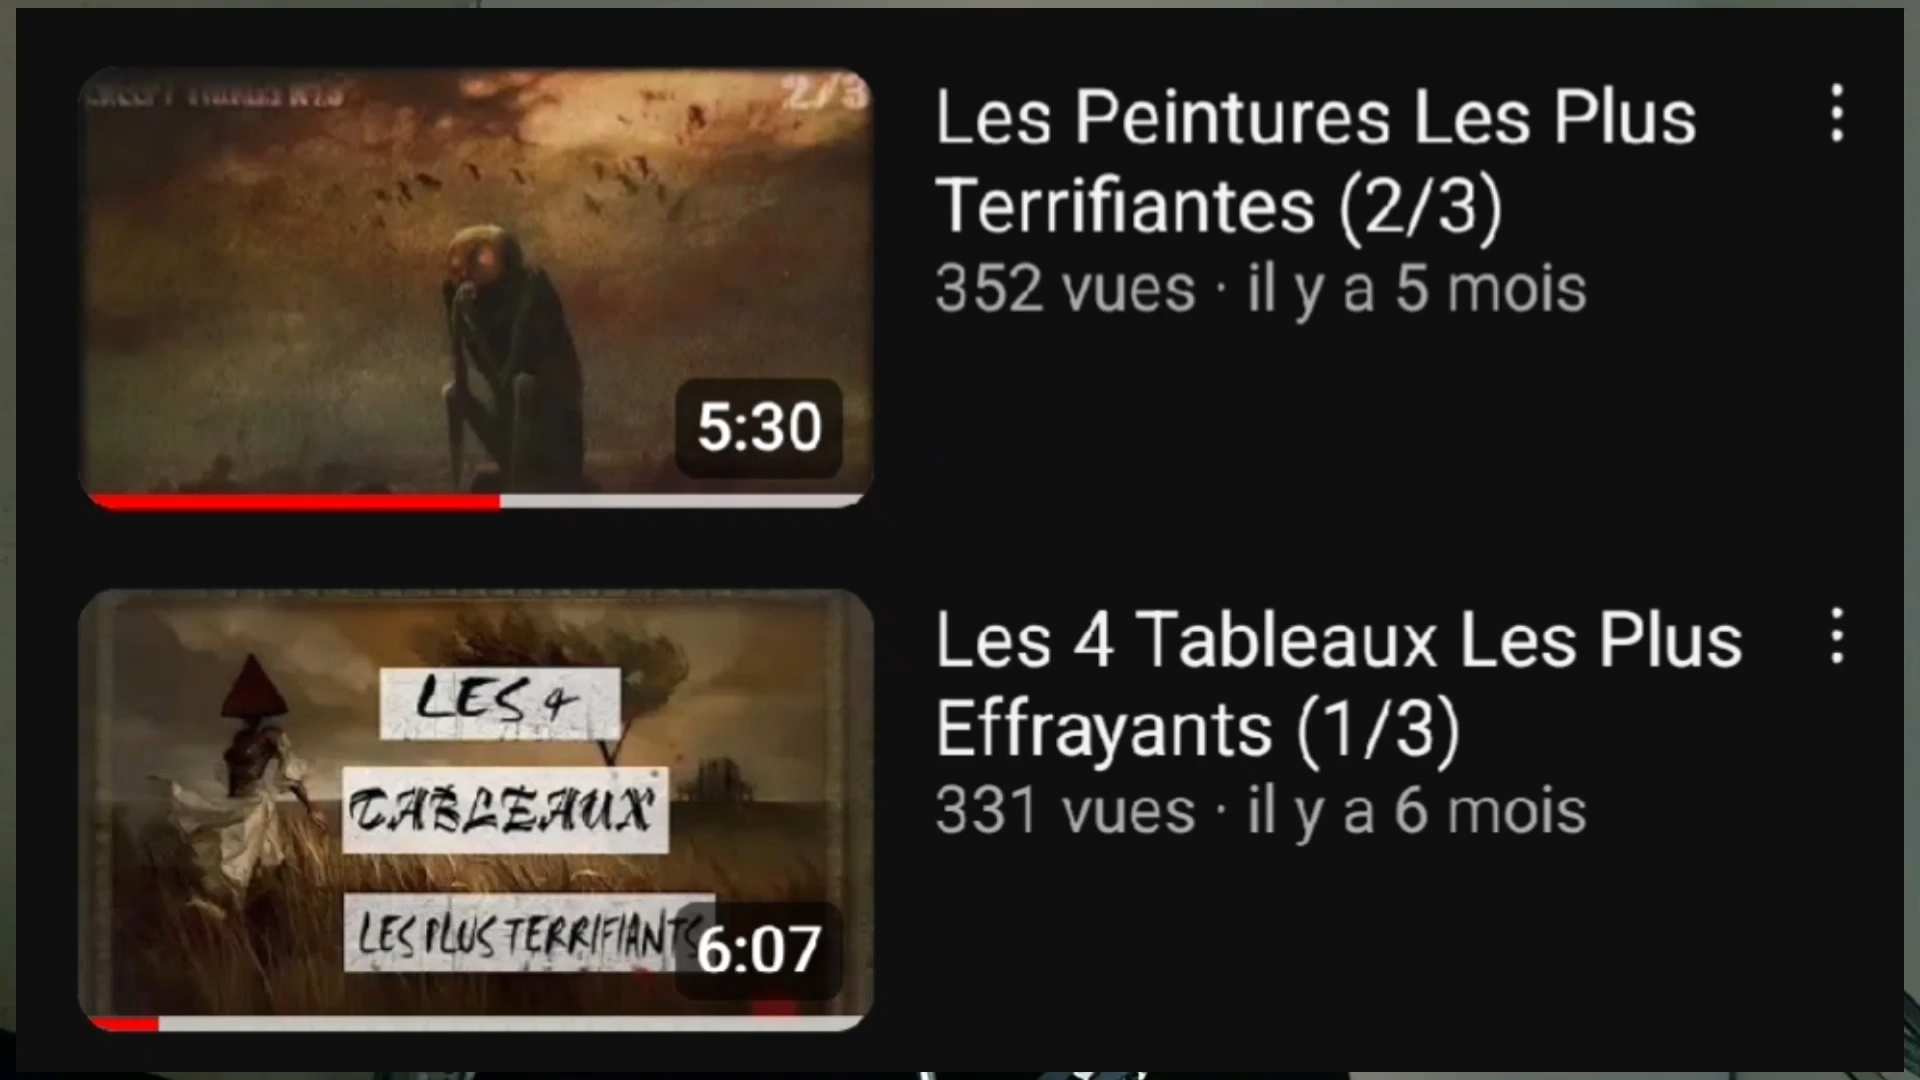 2/3
5:30
Les Peintures Les Plus
Terrifiantes (2/3)
352 vues · il y a 5 mois
LES 4
TABLEAUX
LES PLUS TERRIFIANTS
6:07
Les 4 Tableaux Les Plus
Effrayants (1/3)
331 vues · il y a 6 mois